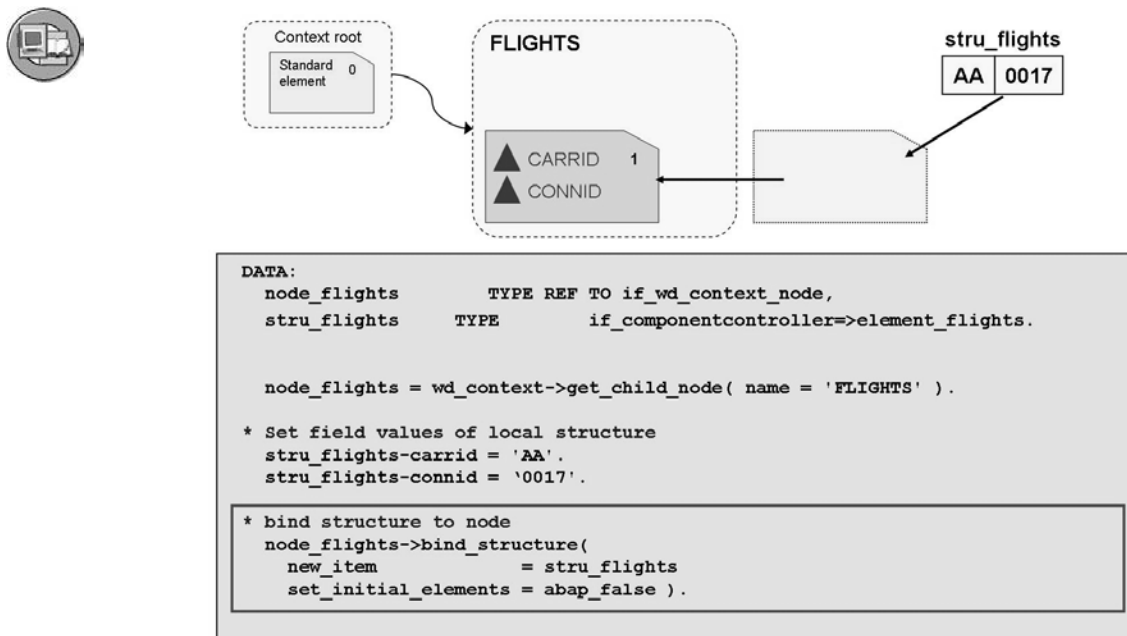 Context root
Standard 0
element
FLIGHTS
CARRID 1
CONNID
stru_flights
AA 0017
DATA:
node_flights TYPE REF TO if_wd_context_node,
stru_flights TYPE if_componentcontroller=>element_flights.
node_flights = wd_context->get_child_node( name = 'FLIGHTS' ).
* Set field values of local structure
stru_flights-carrid = 'AA'.
stru_flights-connid = ‘0017'.
* bind structure to node
node_flights->bind_structure(
new_item = stru_flights
set_initial_elements = abap_false ).